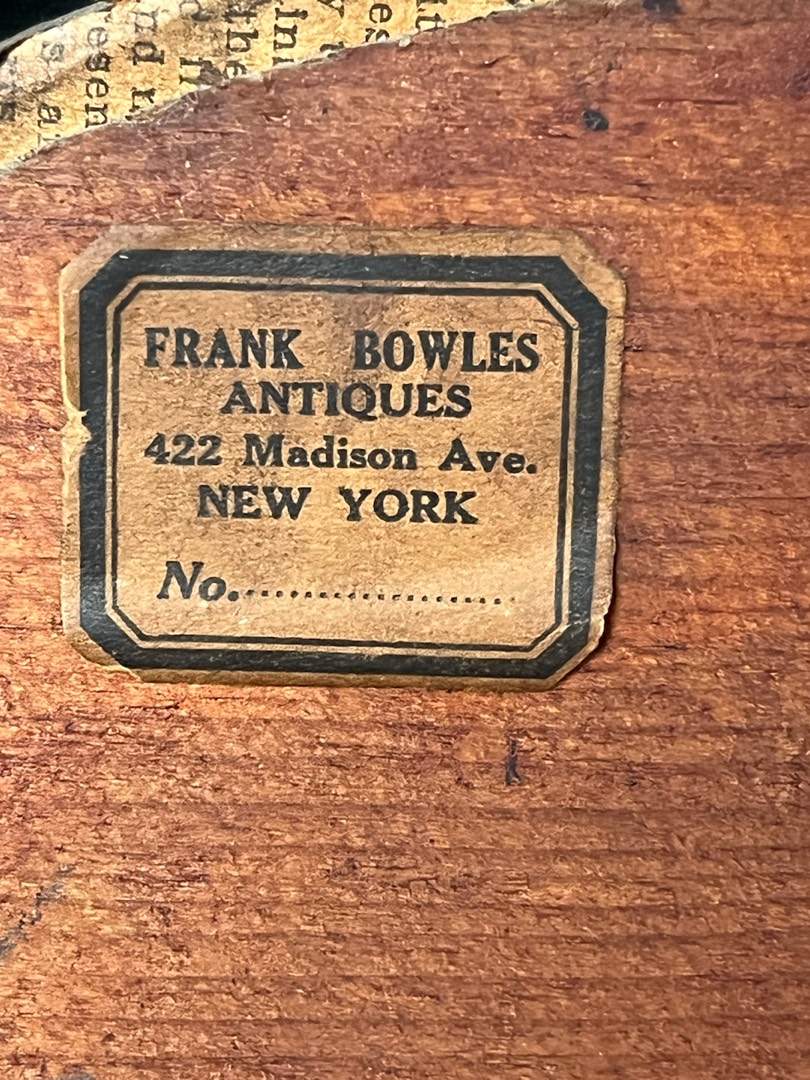 FRANK BOWLES
ANTIQUES
422 Madison Ave.
NEW YORK
No....................